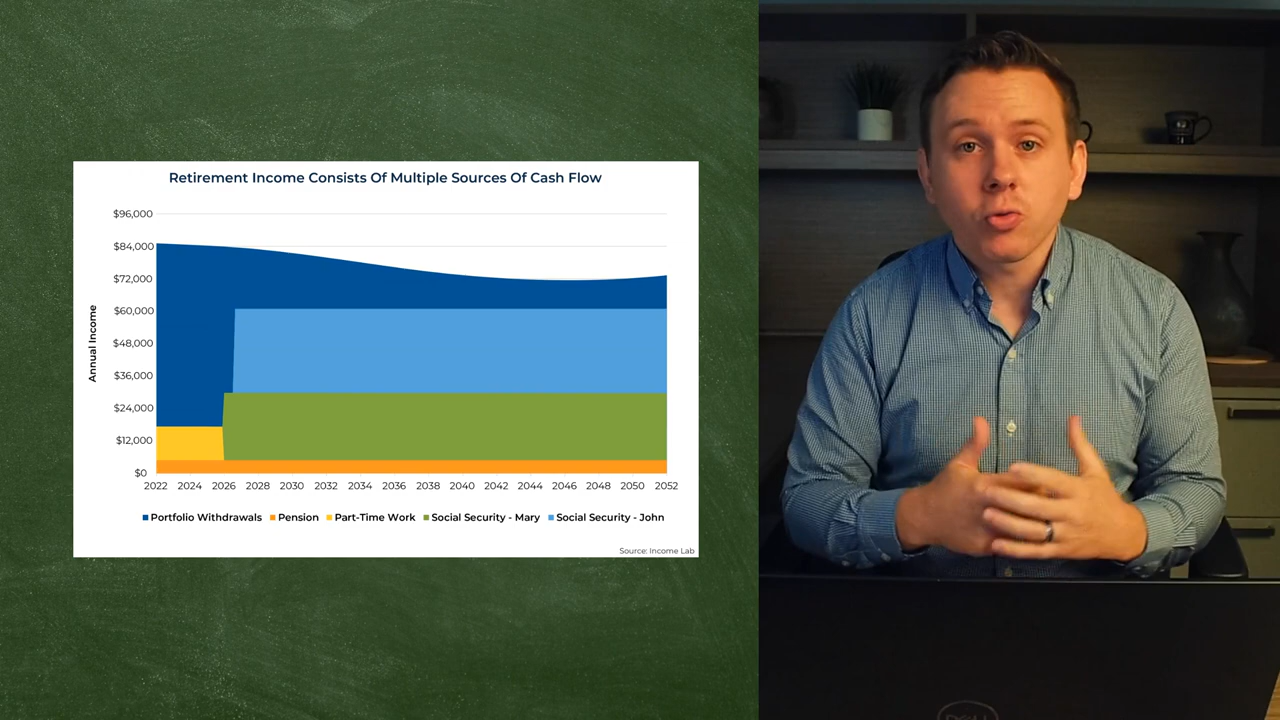 Retirement Income Consists Of Multiple Sources Of Cash Flow
$96,000
$84,000
$72,000
$60,000
$48,000
$36,000
$24,000
$12,000
$0
Annual Income
2022 2024 2026 2028 2030 2032 2034 2036 2038 2040 2042 2044 2046 2048 2050 2052
Portfolio Withdrawals Pension Part-Time Work Social Security - Mary Social Security - John
Source: Income Lab
DELL